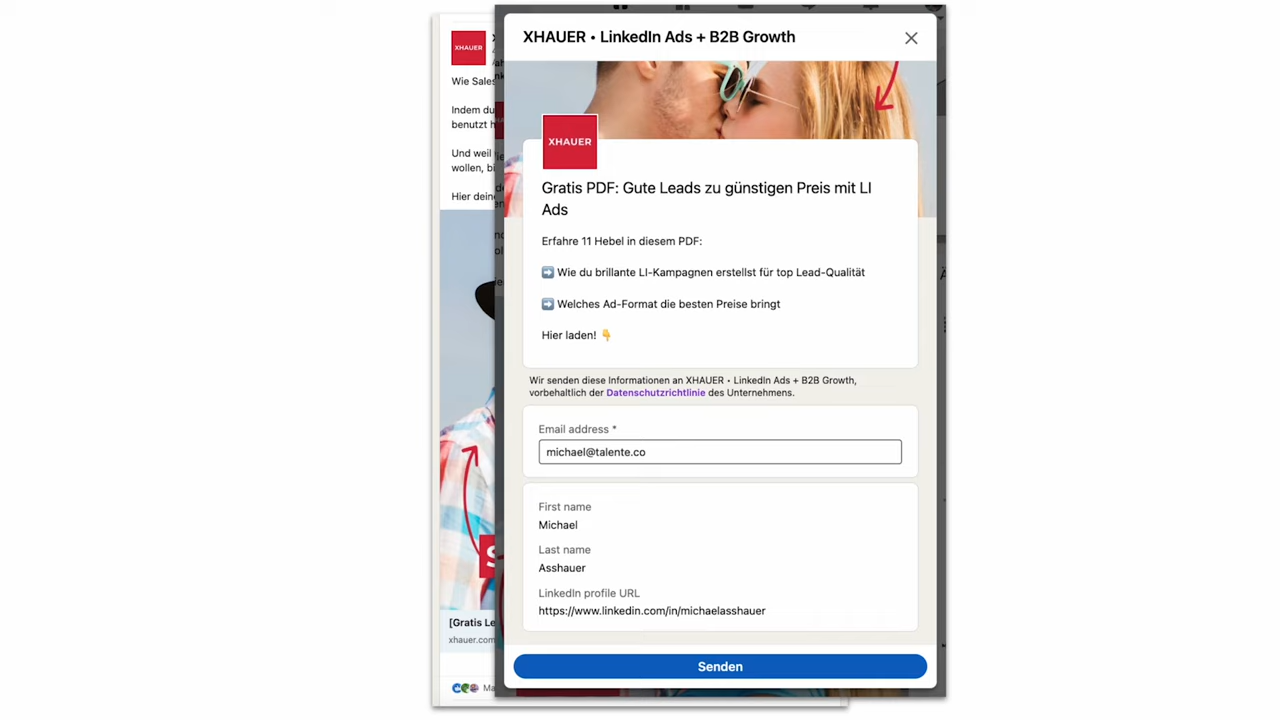 XHAUER
Wie Sales
Indem du
benutzt
Und weil
wollen,
Hier
[Gratis
xhauer.com
XHAUER • LinkedIn Ads + B2B Growth
XHAUER
Gratis PDF: Gute Leads zu günstigen Preis mit LI
Ads
Erfahre 11 Hebel in diesem PDF:
➡️ Wie du brillante LI-Kampagnen erstellst für top Lead-Qualität
➡️ Welches Ad-Format die besten Preise bringt
Hier laden! 👇
Wir senden diese Informationen an XHAUER • LinkedIn Ads + B2B Growth,
vorbehaltlich der Datenschutzrichtlinie des Unternehmens.
Email address *
michael@talente.co
First name
Michael
Last name
Asshauer
LinkedIn profile URL
https://www.linkedin.com/in/michaelasshauer
Senden